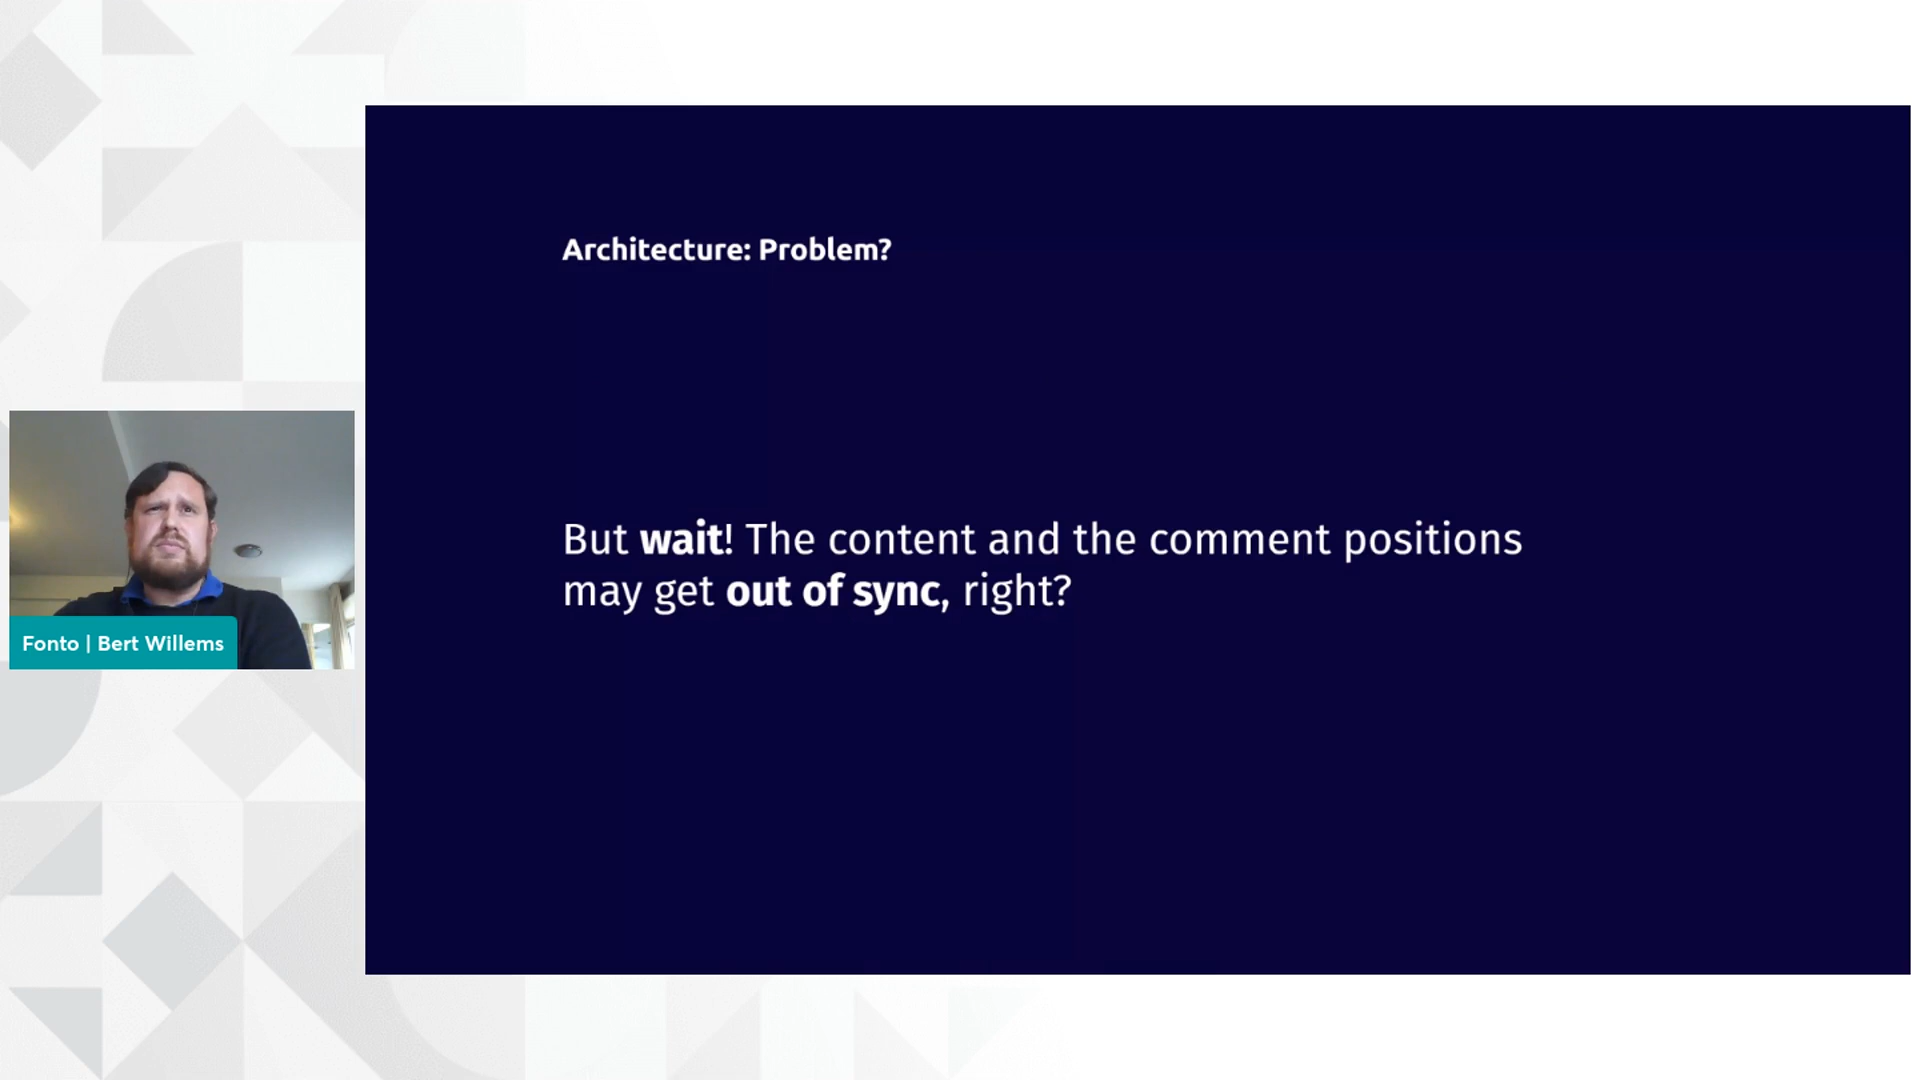 Architecture: Problem?
But wait! The content and the comment positions
may get out of sync, right?
Fonto | Bert Willems